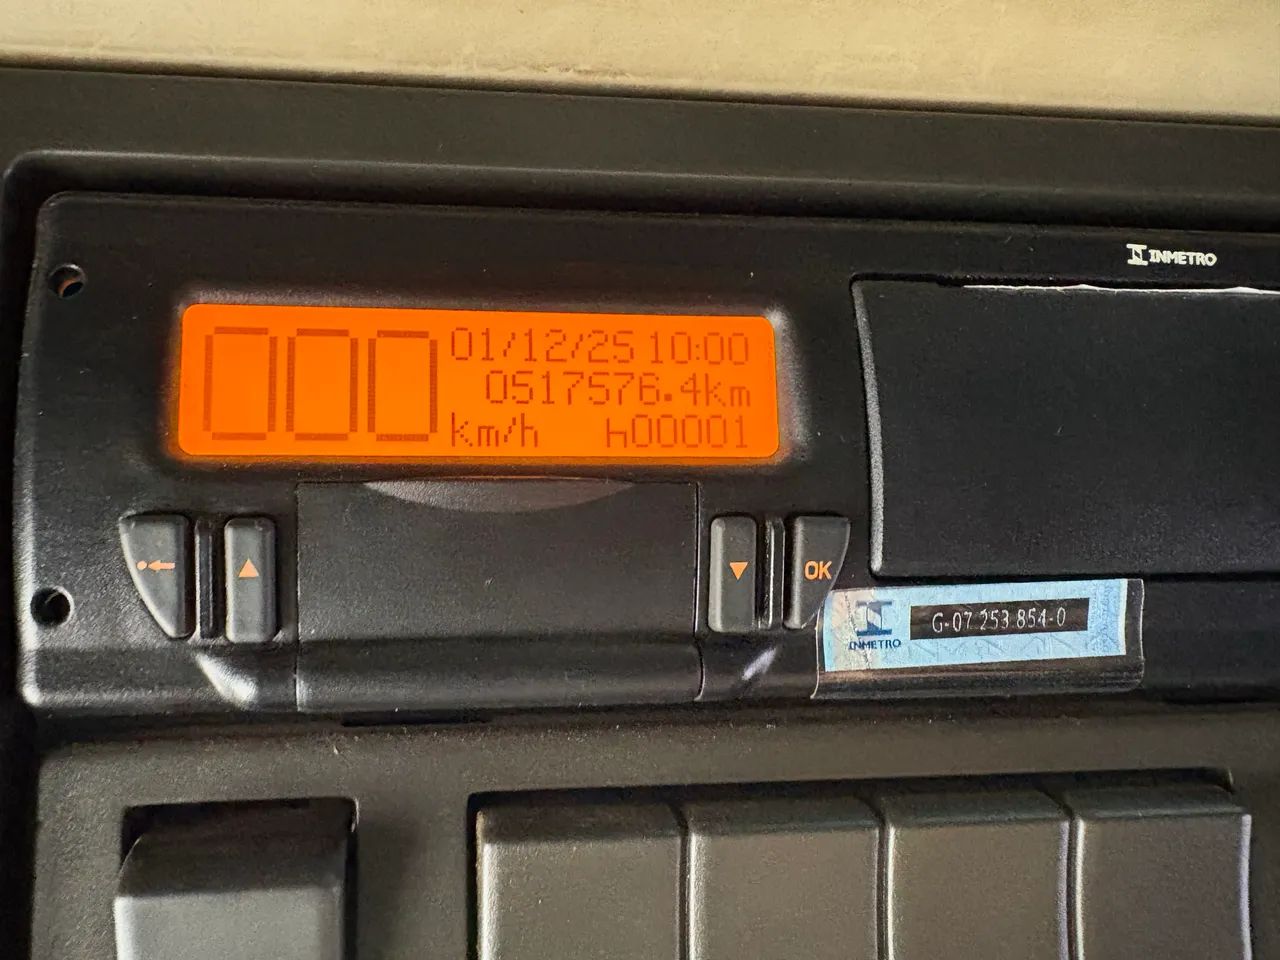 INMETRO
000
01/12/25 10:00
0517576.4km
km/h h00001
OK
INMETRO
G-07 253 854-0